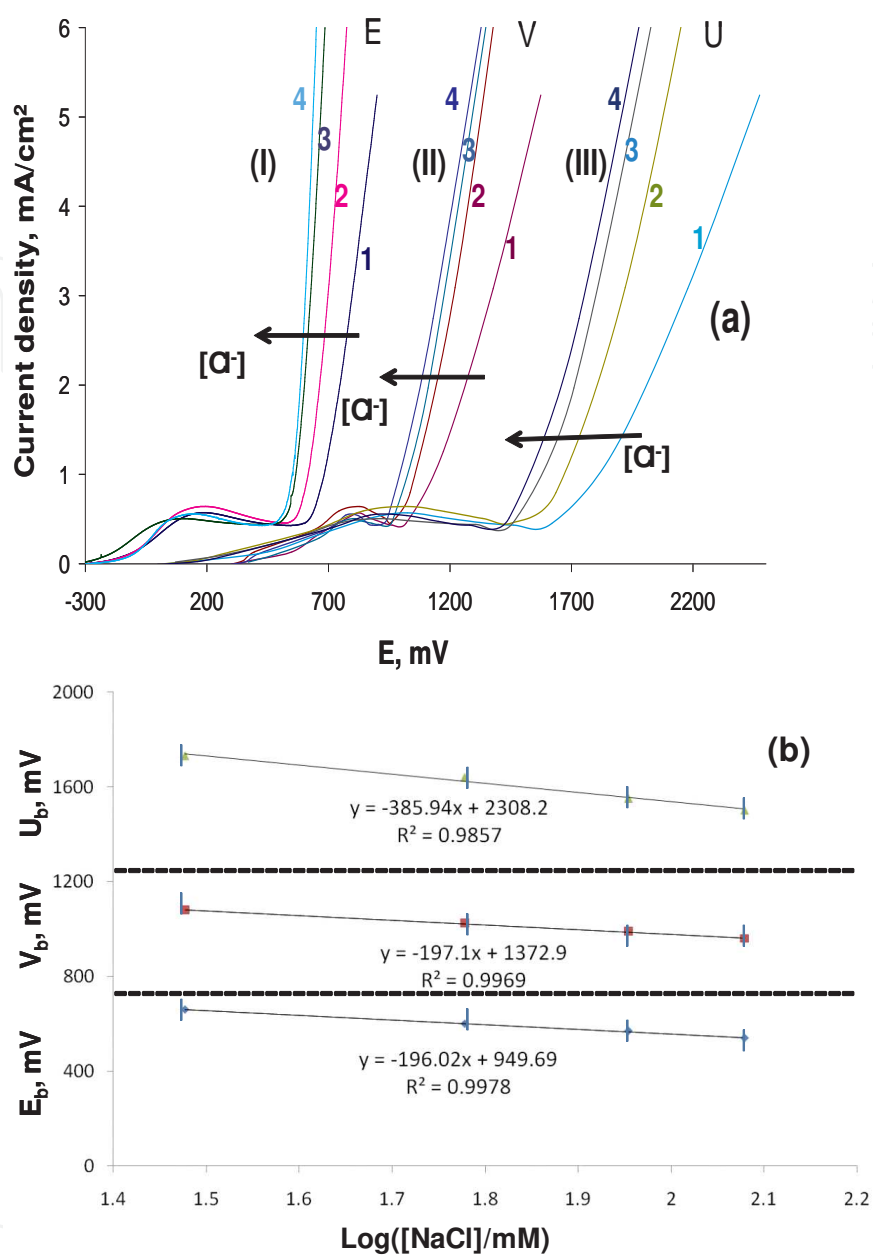 6
5
4
3
2
1
0
Current density, mA/cm²
E
V
U
4
3
2
1
(I)
4
3
2
1
(II)
4
3
2
1
(III)
(a)
[Cl-]
[Cl-]
[Cl-]
-300
200
700
1200
1700
2200
E, mV
2000
1600
1200
800
400
0
Ub, mV
Vb, mV
Eb, mV
(b)
y = -385.94x + 2308.2
R² = 0.9857
y = -197.1x + 1372.9
R² = 0.9969
y = -196.02x + 949.69
R² = 0.9978
1.4
1.5
1.6
1.7
1.8
1.9
2
2.1
2.2
Log([NaCl]/mM)